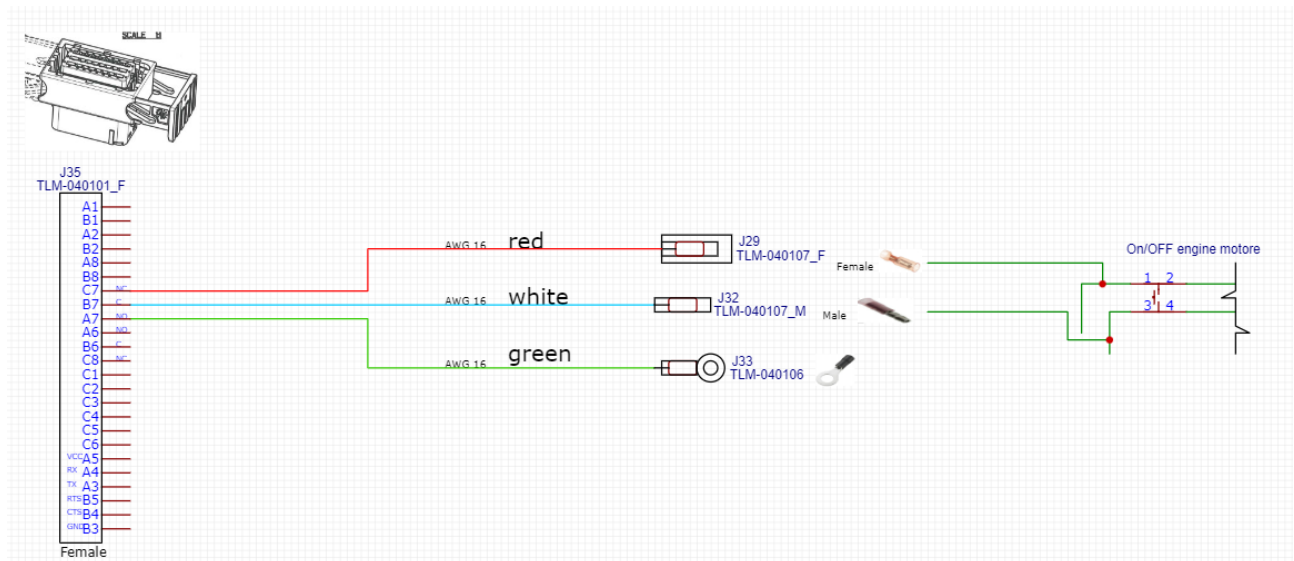 SCALE H
J35
TLM-040101_F
A1
B1
A2
B2
A8
B8
C7 NC
B7 C
A7 NO
A6 NO
B6 C
C8 NC
C1
C2
C3
C4
C5
C6
VCC A5
RX A4
TX A3
RTS B5
CTS B4
GND B3
Female
AWG 16 red
AWG 16 white
AWG 16 green
J29
TLM-040107_F
J32
TLM-040107_M
J33
TLM-040106
Female
Male
On/OFF engine motore
1 2
3 4